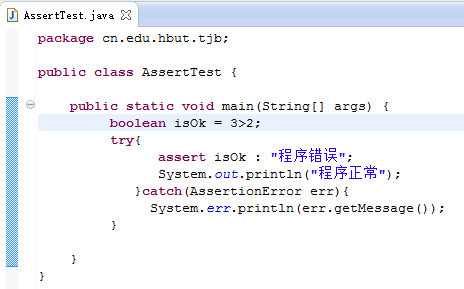 AssertTest.java
package cn.edu.hbut.tjb;
public class AssertTest {
public static void main(String[] args) {
boolean isOk = 3>2;
try{
assert isOk : "程序错误";
System.out.println("程序正常");
}catch(AssertionError err){
System.err.println(err.getMessage());
}
}
}